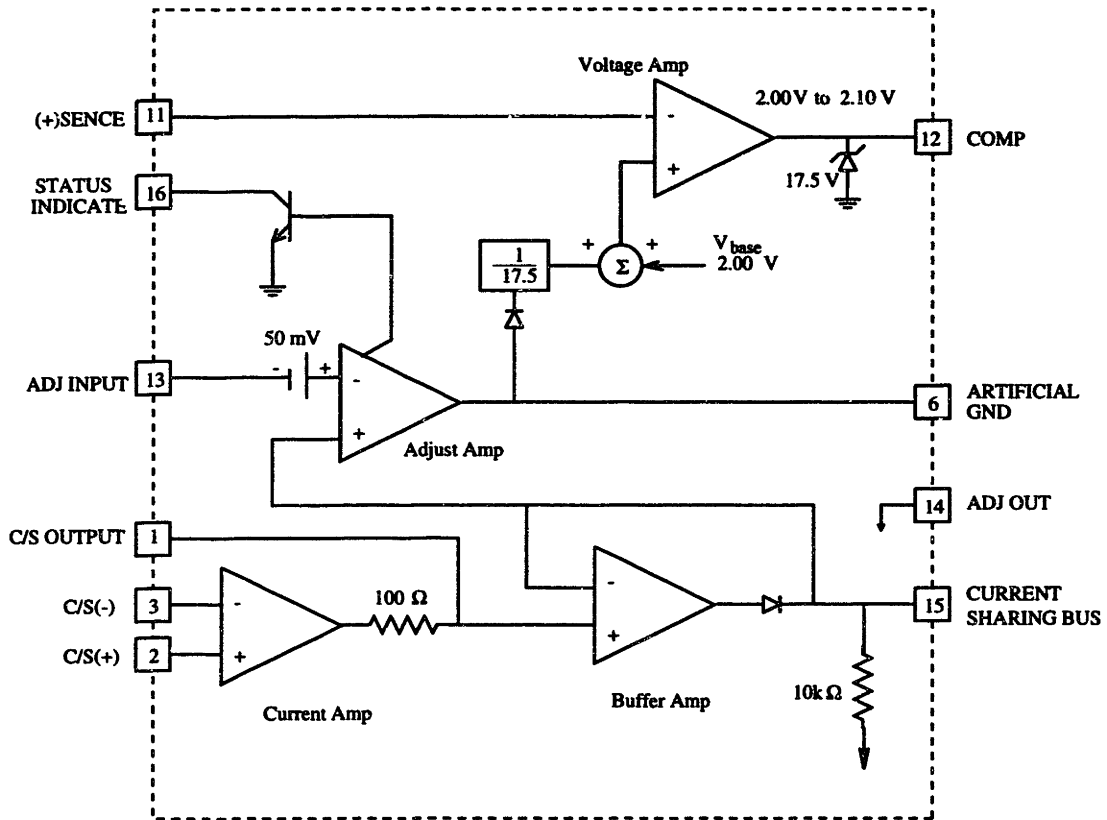 Voltage Amp
2.00V to 2.10 V
(+)SENCE
11
-
12
COMP
+
17.5 V
STATUS
INDICATE
16
1
17.5
+
+
Σ
V base
2.00 V
50 mV
ADJ INPUT
13
-
+
-
+
Adjust Amp
6
ARTIFICIAL
GND
14
ADJ OUT
C/S OUTPUT
1
C/S(-)
3
-
100 Ω
-
15
CURRENT
SHARING BUS
C/S(+)
2
+
+
10k Ω
Current Amp
Buffer Amp